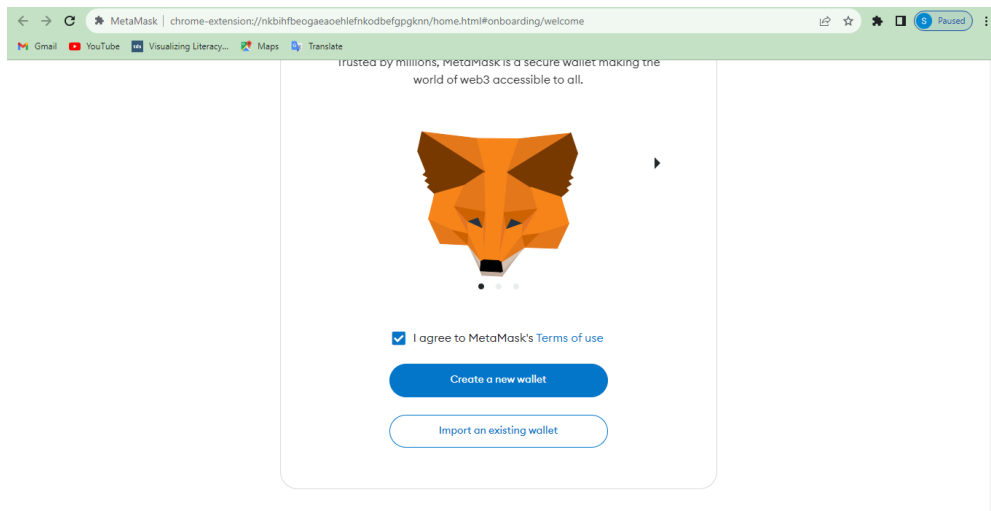 MetaMask | chrome-extension://nkbihfbeogaeaoehlefnkodbefgpgknn/home.html#onboarding/welcome S Paused
Gmail YouTube Visualizing Literacy... Maps Translate
Trusted by millions, MetaMask is a secure wallet making the
world of web3 accessible to all.
I agree to MetaMask's Terms of use
Create a new wallet
Import an existing wallet